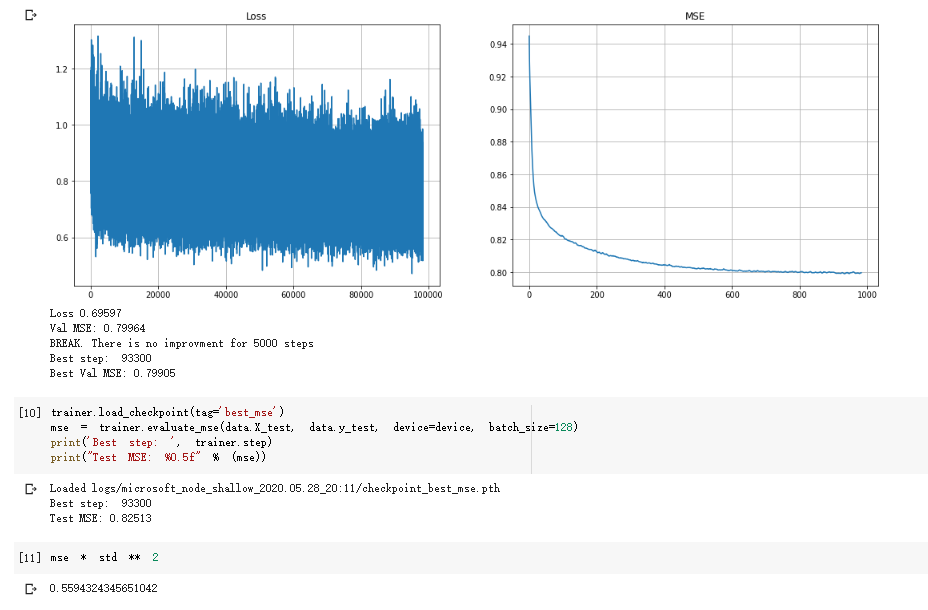 Loss
MSE
1.2
1.0
0.8
0.6
0 20000 40000 60000 80000 100000
0.94
0.92
0.90
0.88
0.86
0.84
0.82
0.80
0 200 400 600 800 1000
Loss 0.69597
Val MSE: 0.79964
BREAK. There is no improvment for 5000 steps
Best step: 93300
Best Val MSE: 0.79905
[10] trainer.load_checkpoint(tag='best_mse')
mse = trainer.evaluate_mse(data.X_test, data.y_test, device=device, batch_size=128)
print('Best step: ', trainer.step)
print("Test MSE: %0.5f" % (mse))
Loaded logs/microsoft_node_shallow_2020.05.28_20:11/checkpoint_best_mse.pth
Best step: 93300
Test MSE: 0.82513
[11] mse * std ** 2
0.5594324345651042